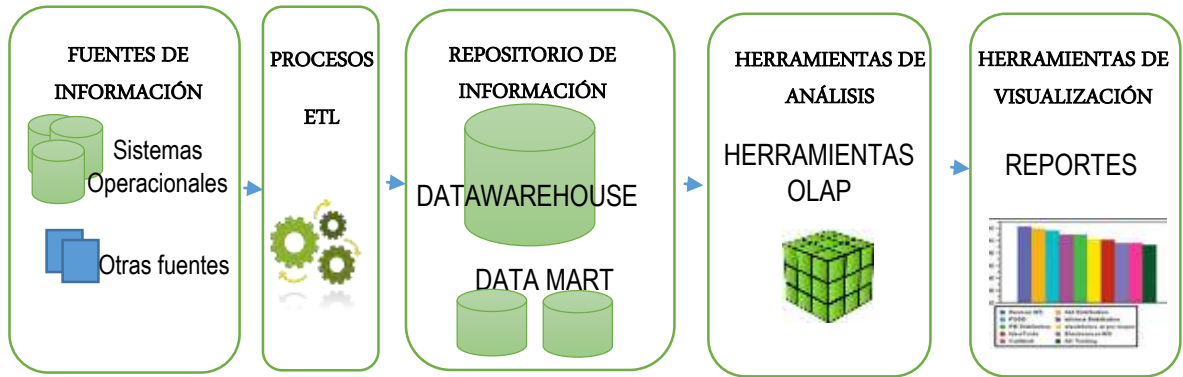 FUENTES DE
INFORMACIÓN
Sistemas
Operacionales
Otras fuentes
PROCESOS
ETL
REPOSITORIO DE
INFORMACIÓN
DATAWAREHOUSE
DATA MART
HERRAMIENTAS DE
ANÁLISIS
HERRAMIENTAS
OLAP
HERRAMIENTAS DE
VISUALIZACIÓN
REPORTES